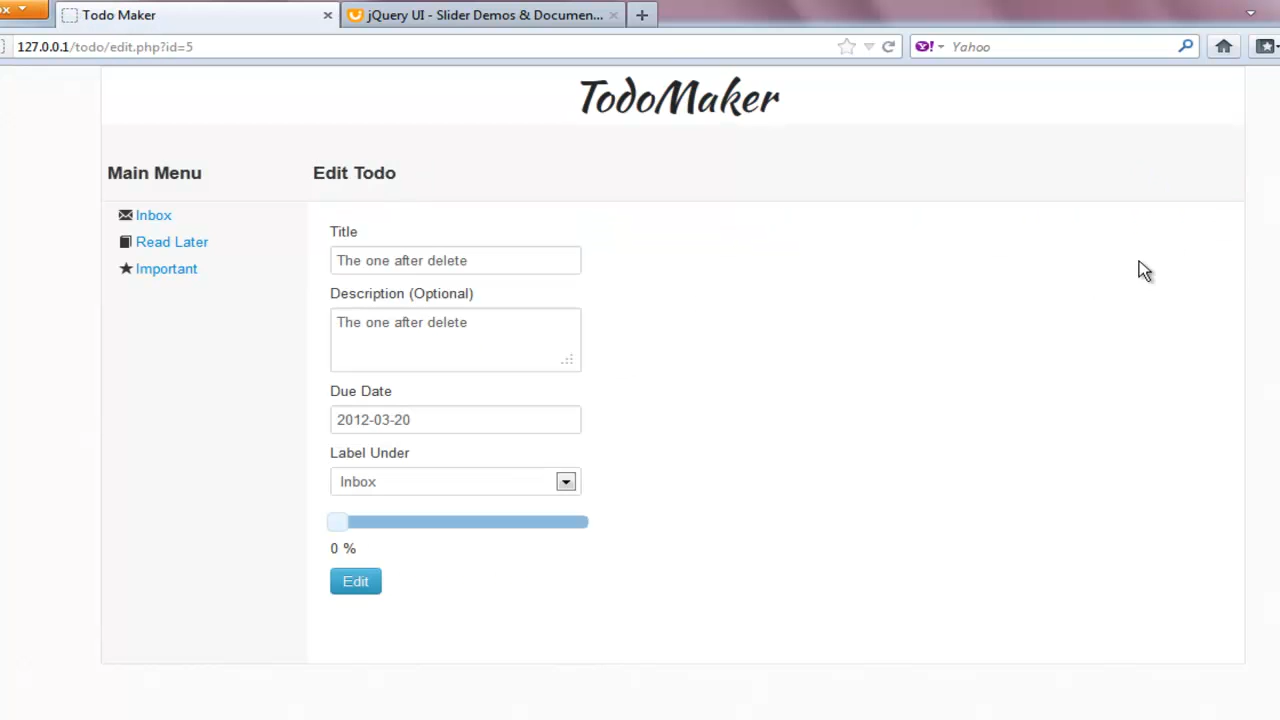 Todo Maker
jQuery UI - Slider Demos & Documen...
127.0.0.1/todo/edit.php?id=5
Yahoo
TodoMaker
Main Menu
Edit Todo
Inbox
Read Later
Important
Title
The one after delete
Description (Optional)
The one after delete
Due Date
2012-03-20
Label Under
Inbox
0 %
Edit